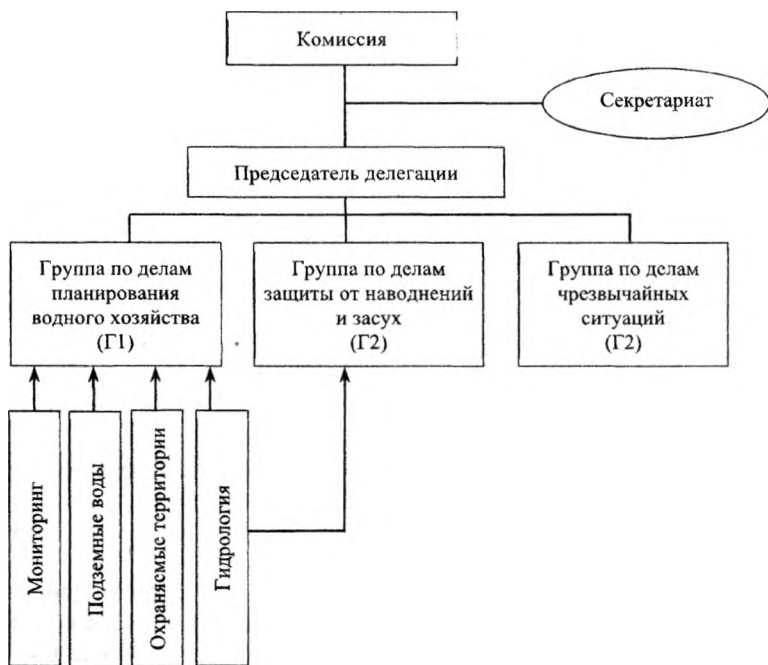 Комиссия
Секретариат
Председатель делегации
Группа по делам
планирования
водного хозяйства
(Г1)
Группа по делам
защиты от наводнений
и засух
(Г2)
Группа по делам
чрезвычайных
ситуаций
(Г2)
Мониторинг
Подземные воды
Охраняемые территории
Гидрология